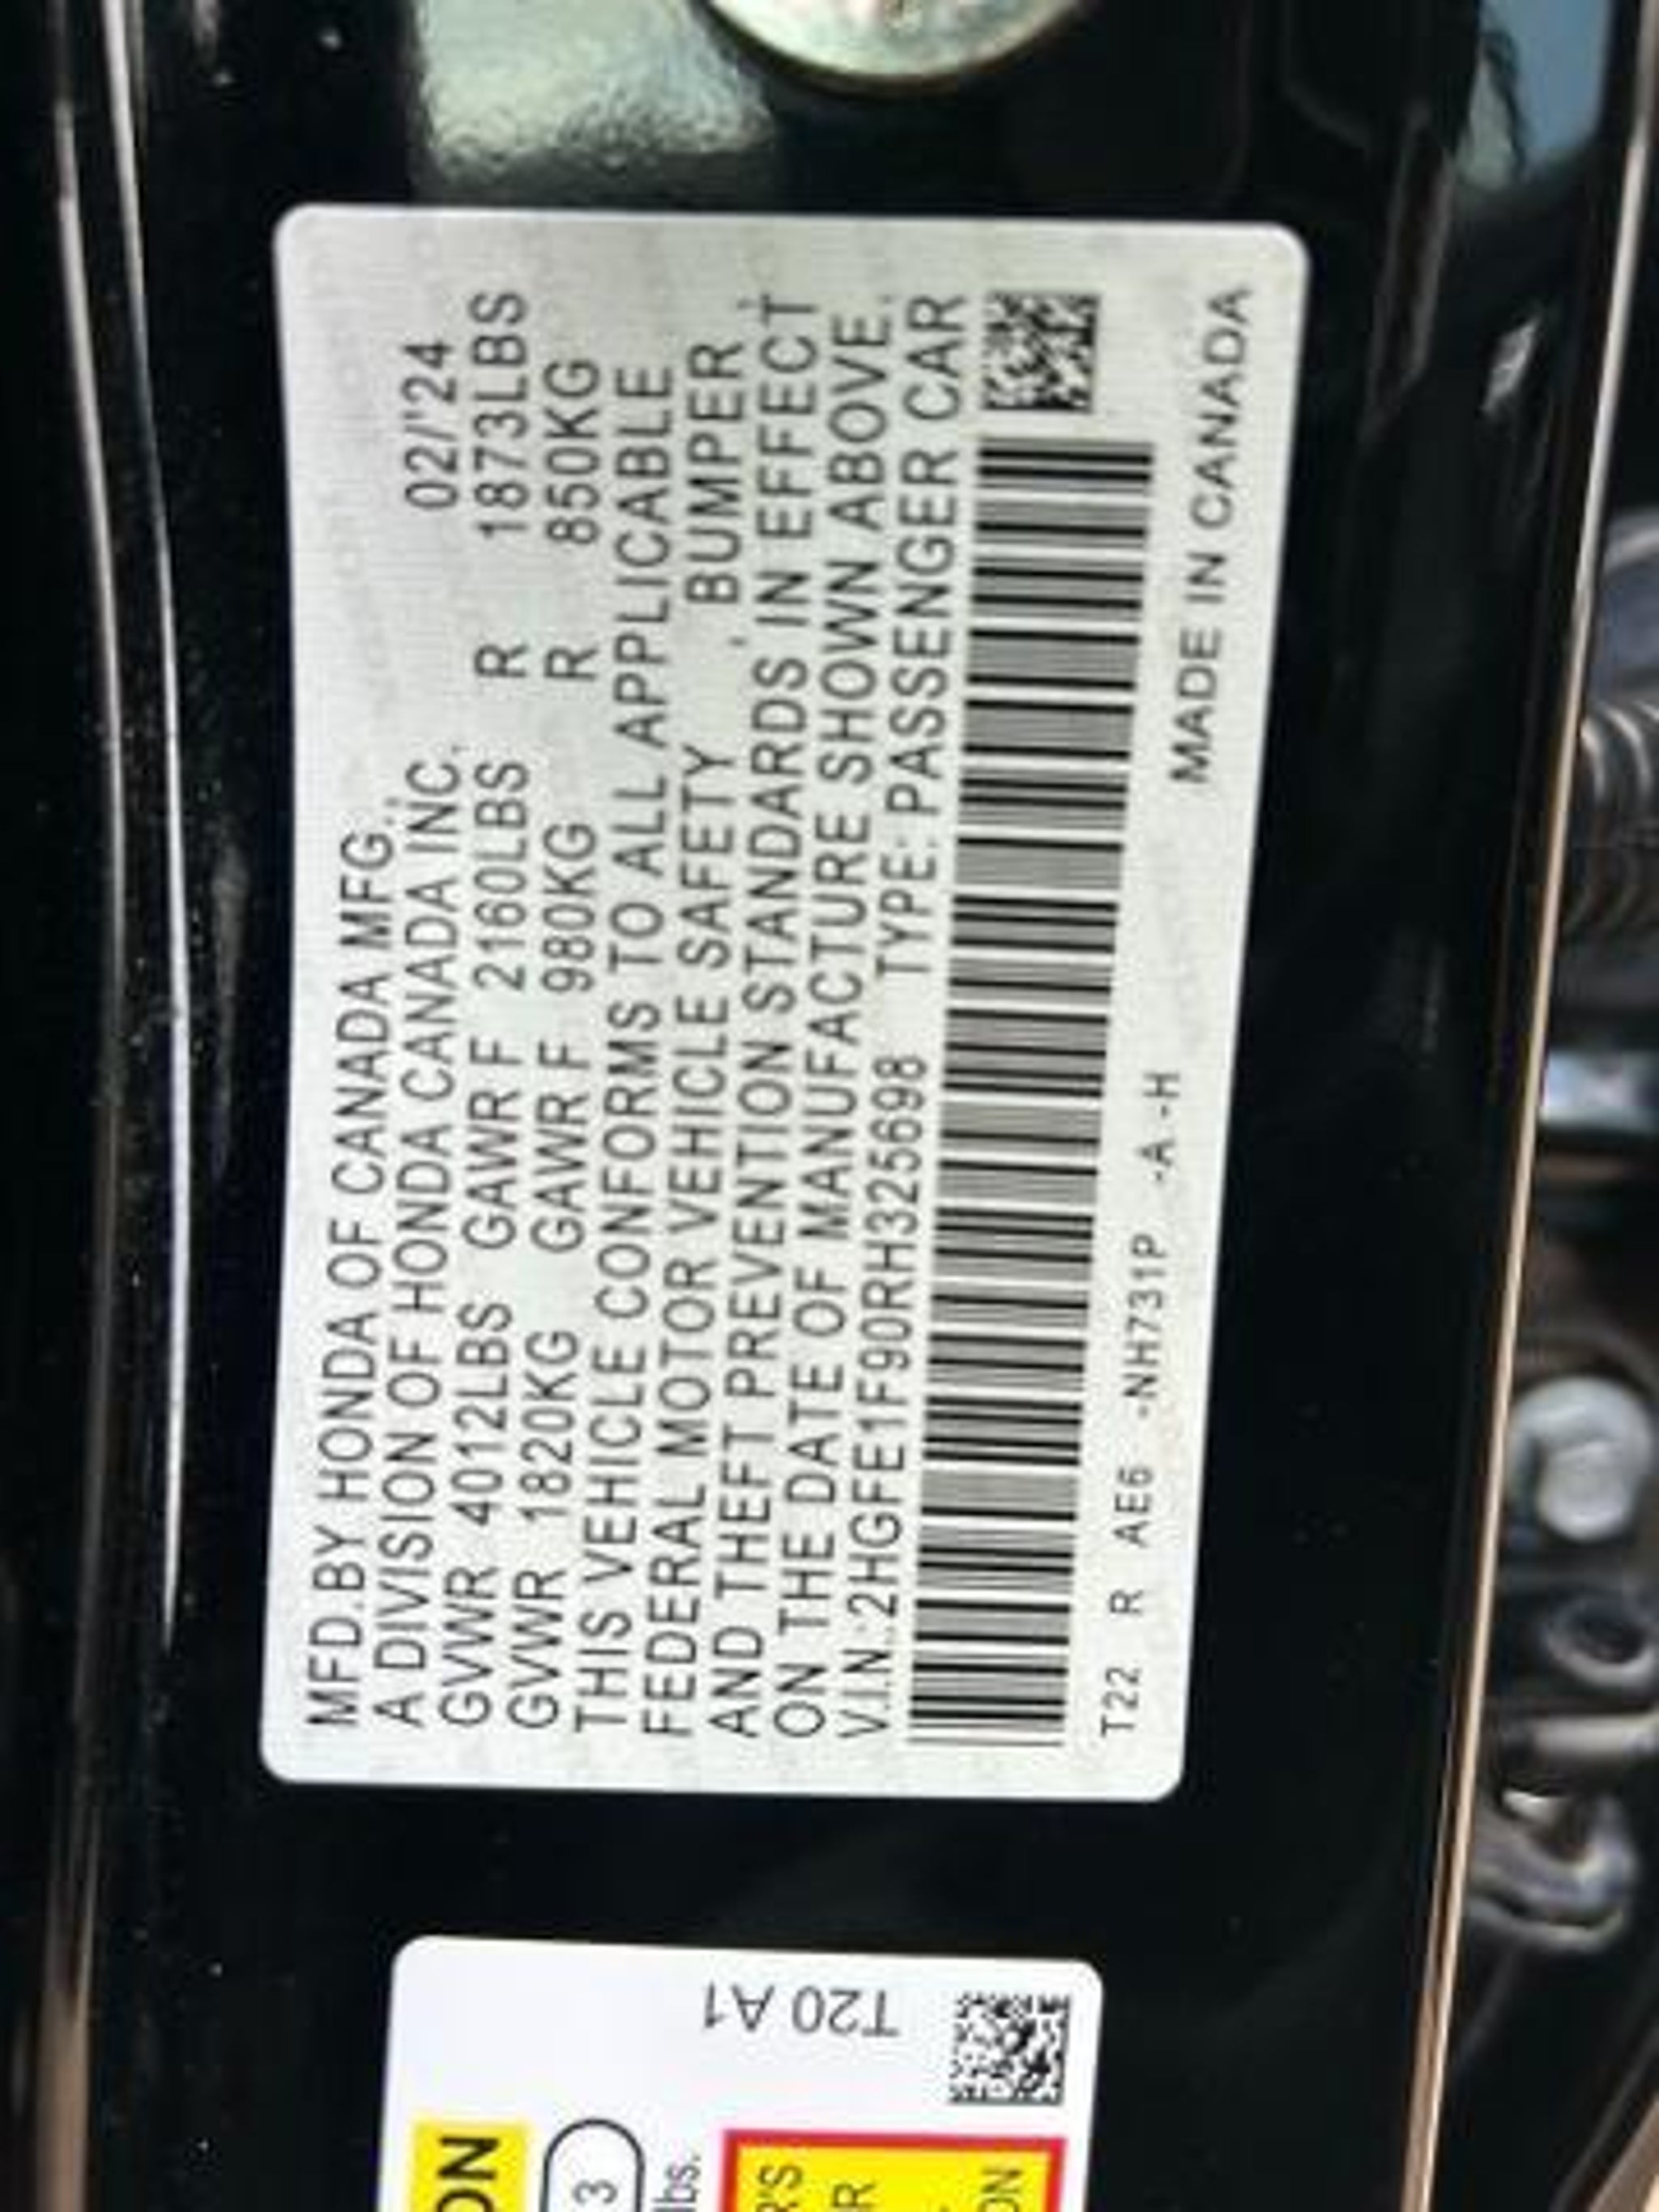 MFD.BY HONDA OF CANADA MFG.,
A DIVISION OF HONDA CANADA INC. 02/'24
GVWR 4012LBS GAWR F 2160LBS R 1873LBS
GVWR 1820KG GAWR F 980KG R 850KG
THIS VEHICLE CONFORMS TO ALL APPLICABLE
FEDERAL MOTOR VEHICLE SAFETY , BUMPER ,
AND THEFT PREVENTION STANDARDS IN EFFECT
ON THE DATE OF MANUFACTURE SHOWN ABOVE.
V.I.N.:2HGFE1F90RH325698 TYPE: PASSENGER CAR
T22 R AE6 -NH731P -A -H MADE IN CANADA
T20 A1
3
lbs.